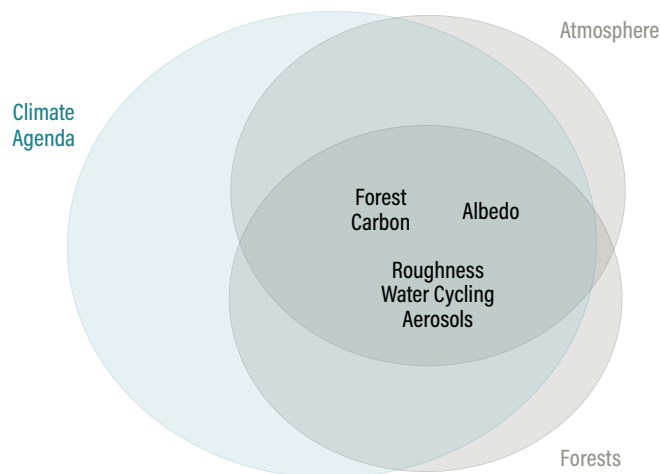 Atmosphere
Climate
Agenda
Forest
Carbon
Albedo
Roughness
Water Cycling
Aerosols
Forests